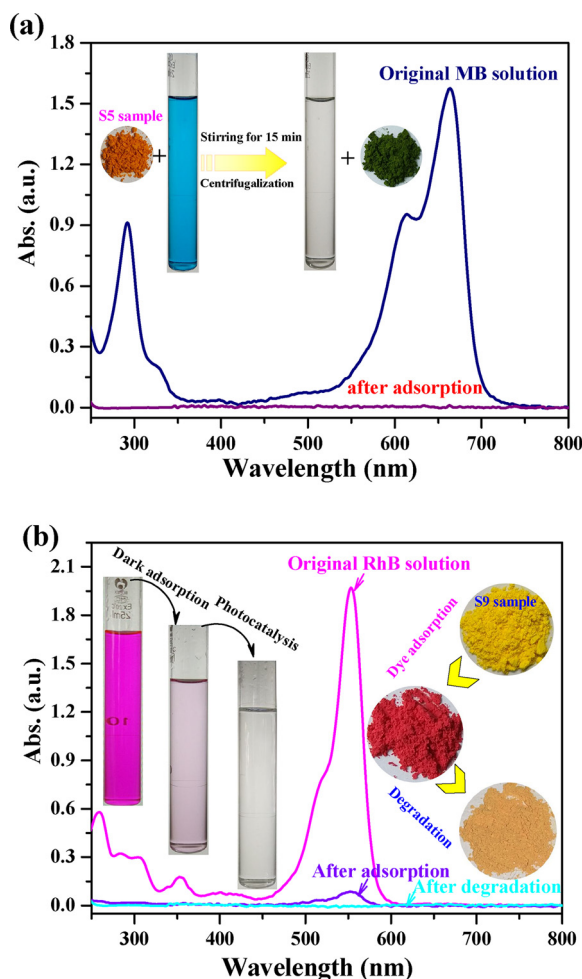 (a)
1.8
1.5
1.2
0.9
0.6
0.3
0.0
Abs. (a.u.)
Original MB solution
S5 sample
+
Stirring for 15 min
Centrifugalization
+
after adsorption
300 400 500 600 700 800
Wavelength (nm)
(b)
2.1
1.8
1.5
1.2
0.9
0.6
0.3
0.0
Abs. (a.u.)
Dark adsorption
Photocatalysis
Original RhB solution
S9 sample
Dye adsorption
Degradation
25ml
After adsorption
After degradation
300 400 500 600 700 800
Wavelength (nm)